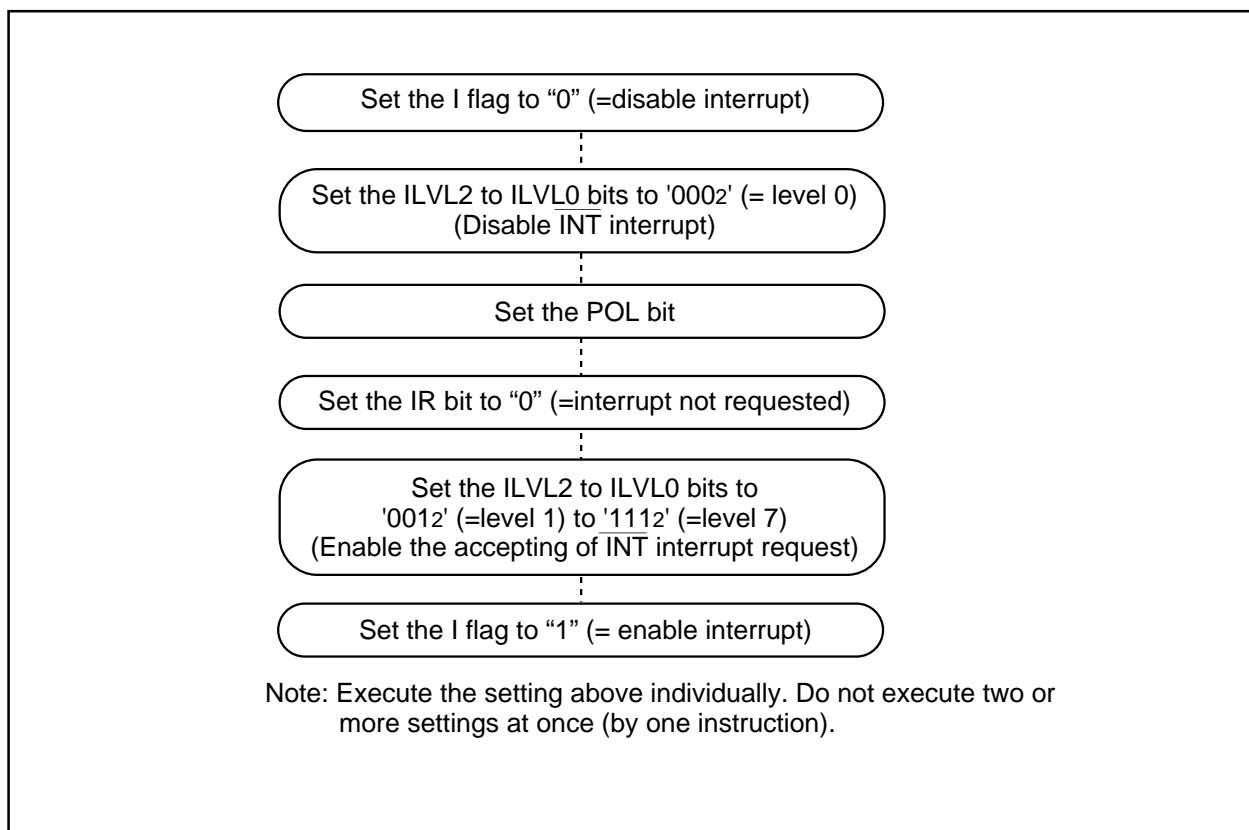 Set the I flag to “0” (=disable interrupt)
Set the ILVL2 to ILVL0 bits to '0002' (= level 0)
(Disable INT interrupt)
Set the POL bit
Set the IR bit to “0” (=interrupt not requested)
Set the ILVL2 to ILVL0 bits to
'0012' (=level 1) to '1112' (=level 7)
(Enable the accepting of INT interrupt request)
Set the I flag to “1” (= enable interrupt)
Note: Execute the setting above individually. Do not execute two or
more settings at once (by one instruction).